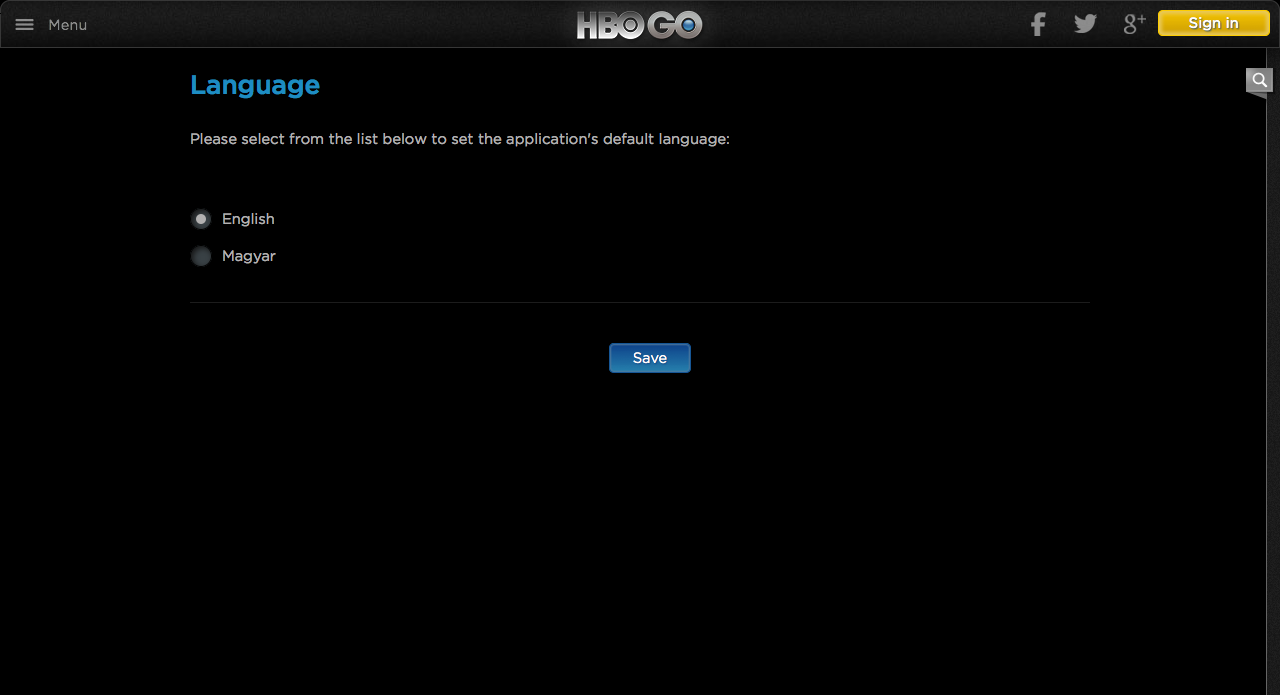 Menu
HBO GO
Sign in
Language
Please select from the list below to set the application's default language:
English
Magyar
Save